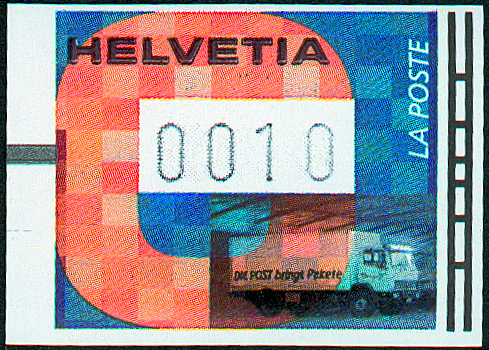 HELVETIA
0010
LA POSTE
DIE POST bringt Pakete